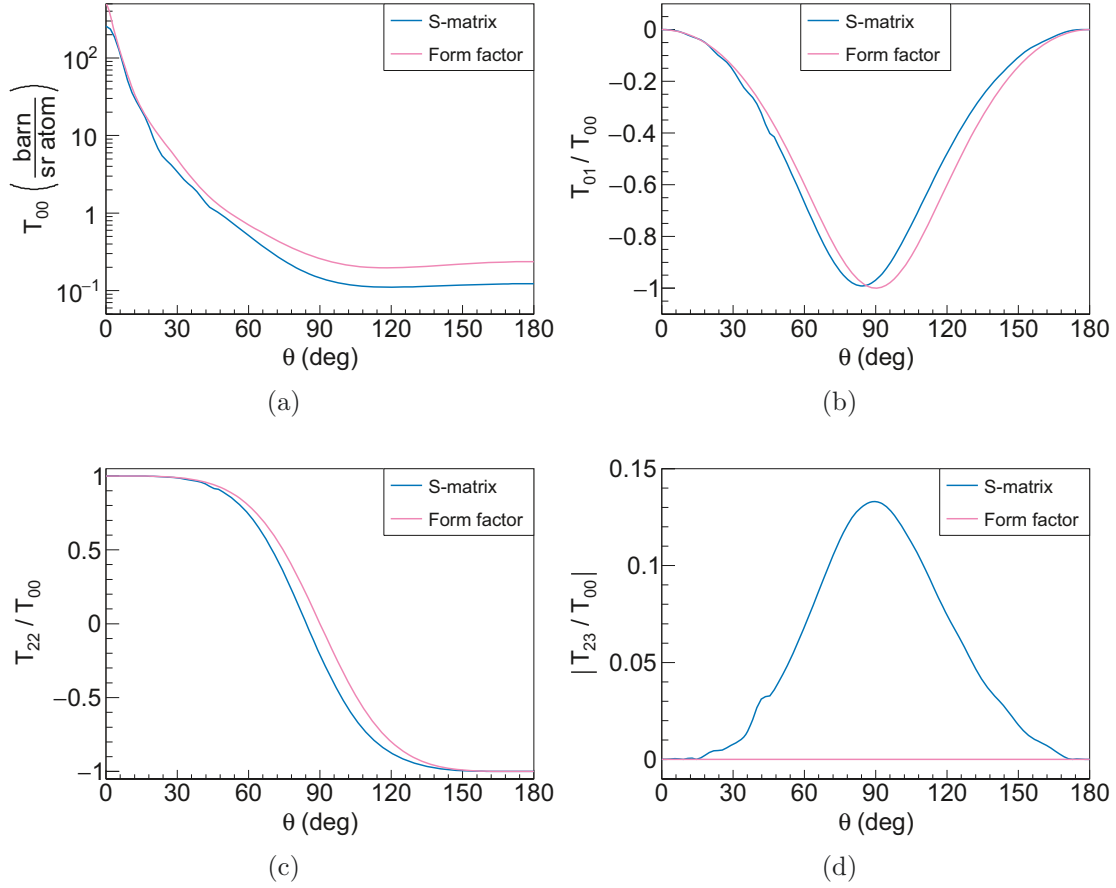 S-matrix
Form factor
10²
10
1
10⁻¹
T₀₀ (barn / sr atom)
0 30 60 90 120 150 180
θ (deg)
(a)
S-matrix
Form factor
0
−0.2
−0.4
−0.6
−0.8
−1
T₀₁ / T₀₀
0 30 60 90 120 150 180
θ (deg)
(b)
S-matrix
Form factor
1
0.5
0
−0.5
−1
T₂₂ / T₀₀
0 30 60 90 120 150 180
θ (deg)
(c)
S-matrix
Form factor
0.15
0.1
0.05
0
| T₂₃ / T₀₀ |
0 30 60 90 120 150 180
θ (deg)
(d)